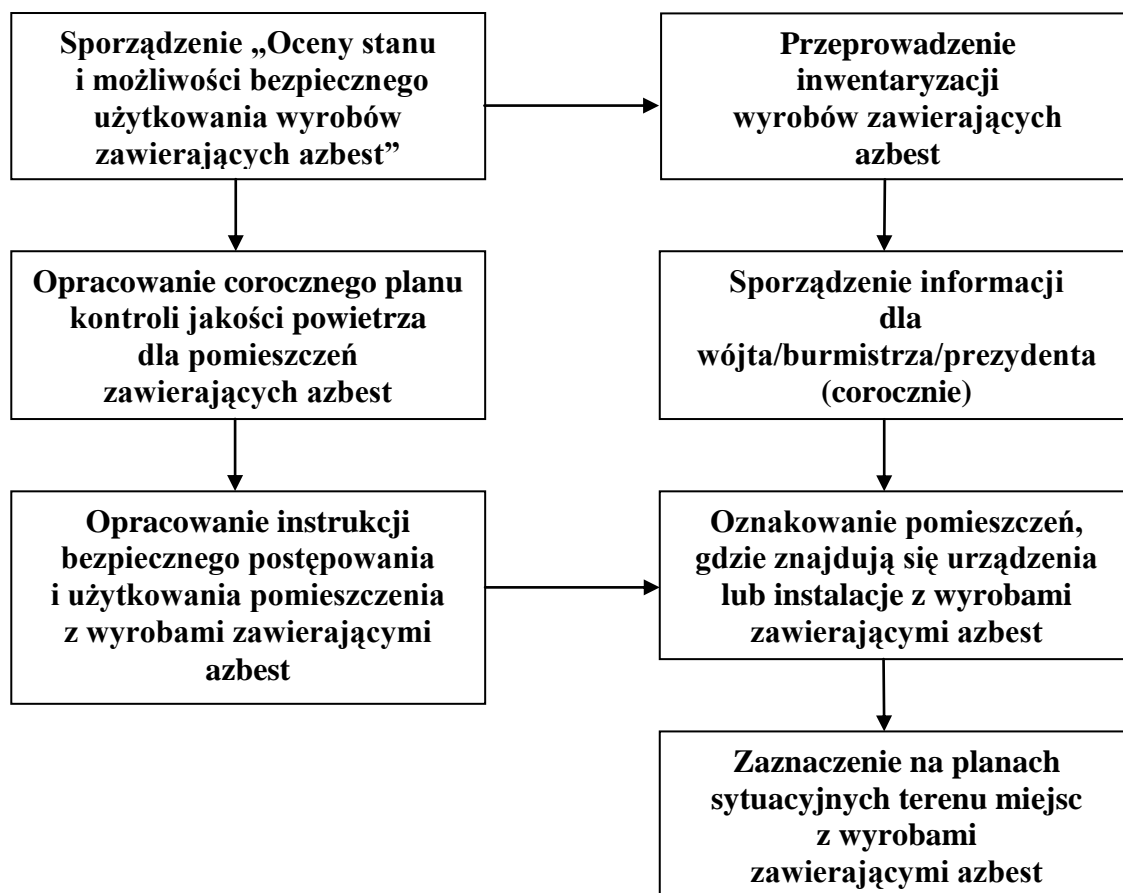 Sporządzenie „Oceny stanu
i możliwości bezpiecznego
użytkowania wyrobów
zawierających azbest”
Przeprowadzenie
inwentaryzacji
wyrobów zawierających
azbest
Opracowanie corocznego planu
kontroli jakości powietrza
dla pomieszczeń
zawierających azbest
Sporządzenie informacji
dla
wójta/burmistrza/prezydenta
(corocznie)
Opracowanie instrukcji
bezpiecznego postępowania
i użytkowania pomieszczenia
z wyrobami zawierającymi
azbest
Oznakowanie pomieszczeń,
gdzie znajdują się urządzenia
lub instalacje z wyrobami
zawierającymi azbest
Zaznaczenie na planach
sytuacyjnych terenu miejsc
z wyrobami
zawierającymi azbest